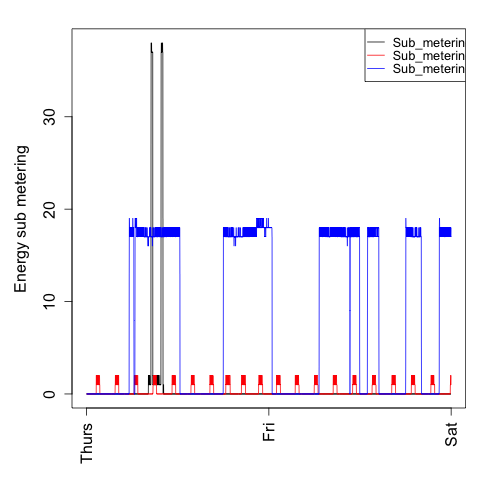 Sub_meterin
Sub_meterin
Sub_meterin
Energy sub metering
30
20
10
0
Thurs
Fri
Sat